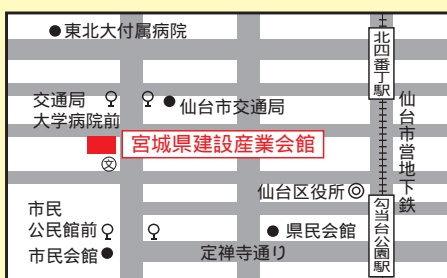 東北大付属病院
北四番丁駅
交通局
大学病院前
仙台市交通局
仙台市営地下鉄
宮城県建設産業会館
文
仙台区役所
勾当台公園駅
市民
公民館前
市民会館
県民会館
定禅寺通り